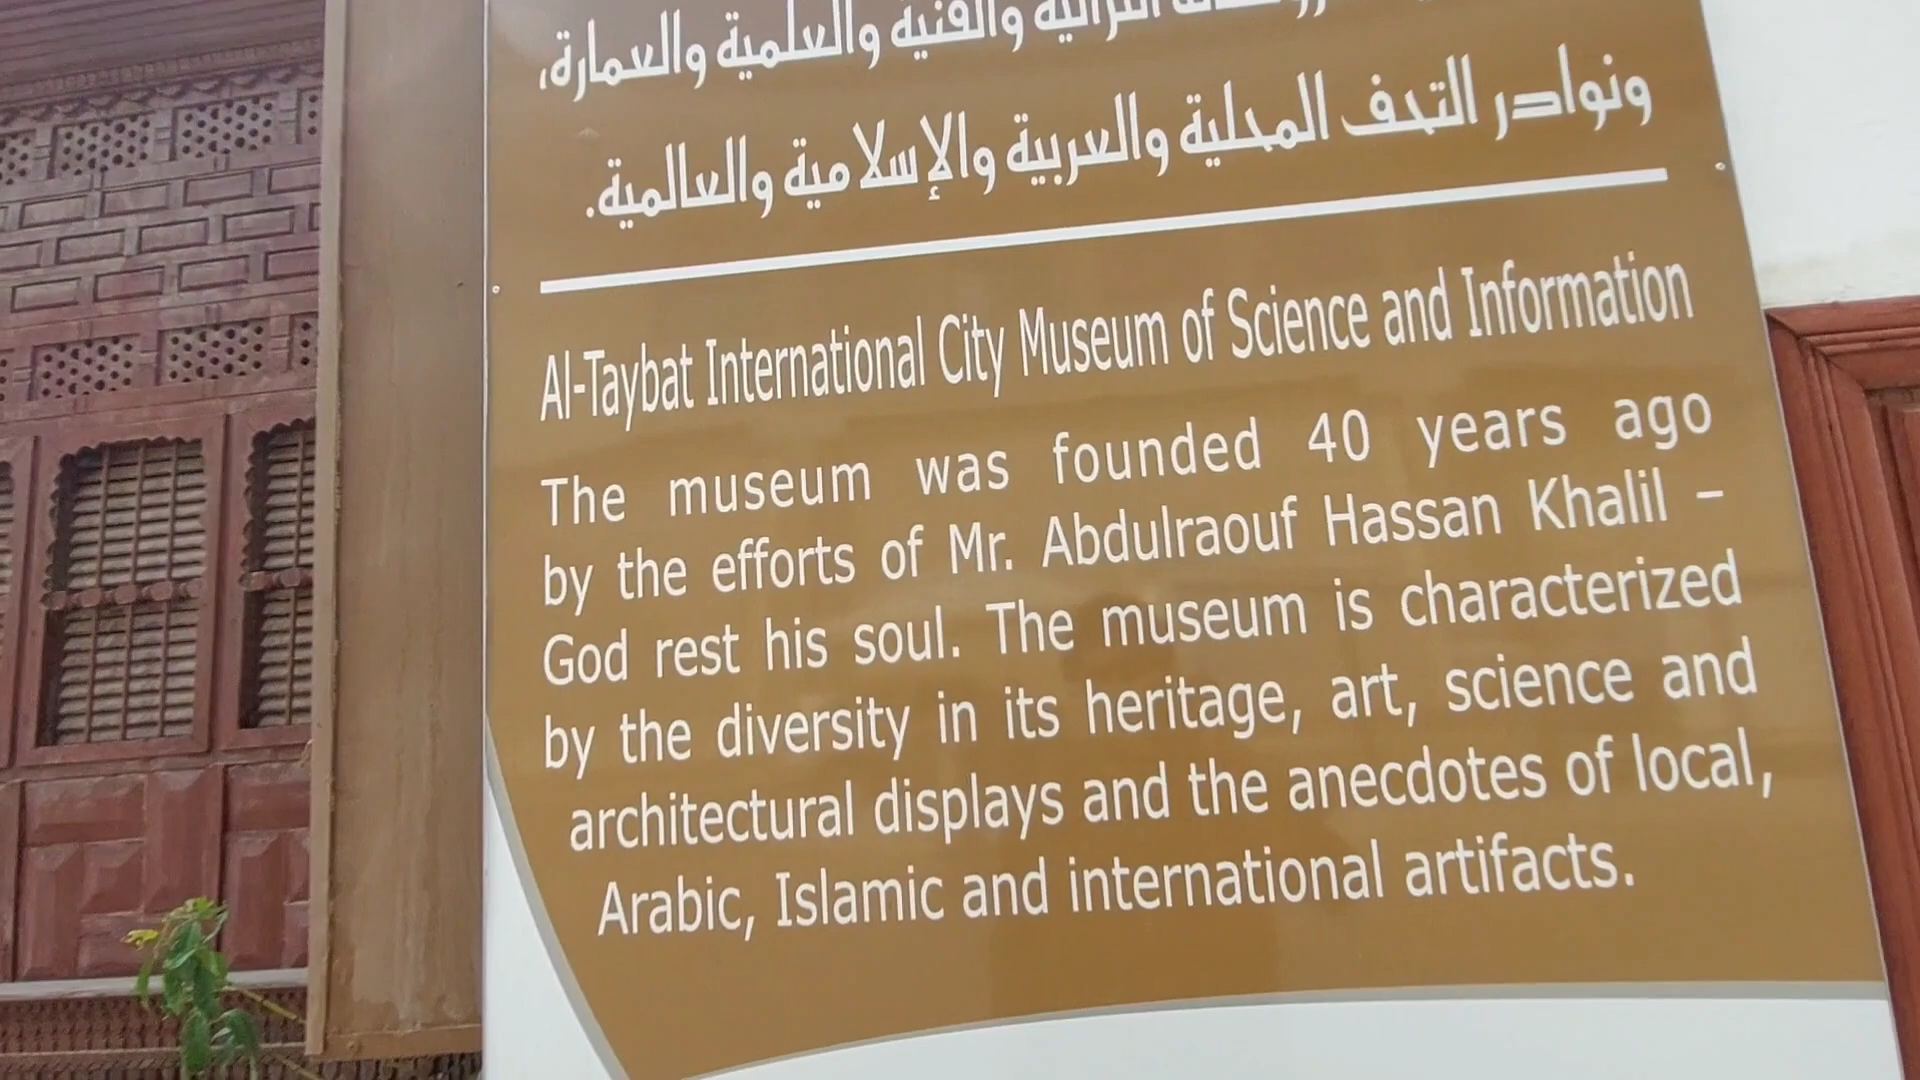 والفنية والعلمية والعمارة،
ونوادر التحف المحلية والعربية والإسلامية والعالمية.
Al-Taybat International City Museum of Science and Information
The museum was founded 40 years ago
by the efforts of Mr. Abdulraouf Hassan Khalil –
God rest his soul. The museum is characterized
by the diversity in its heritage, art, science and
architectural displays and the anecdotes of local,
Arabic, Islamic and international artifacts.